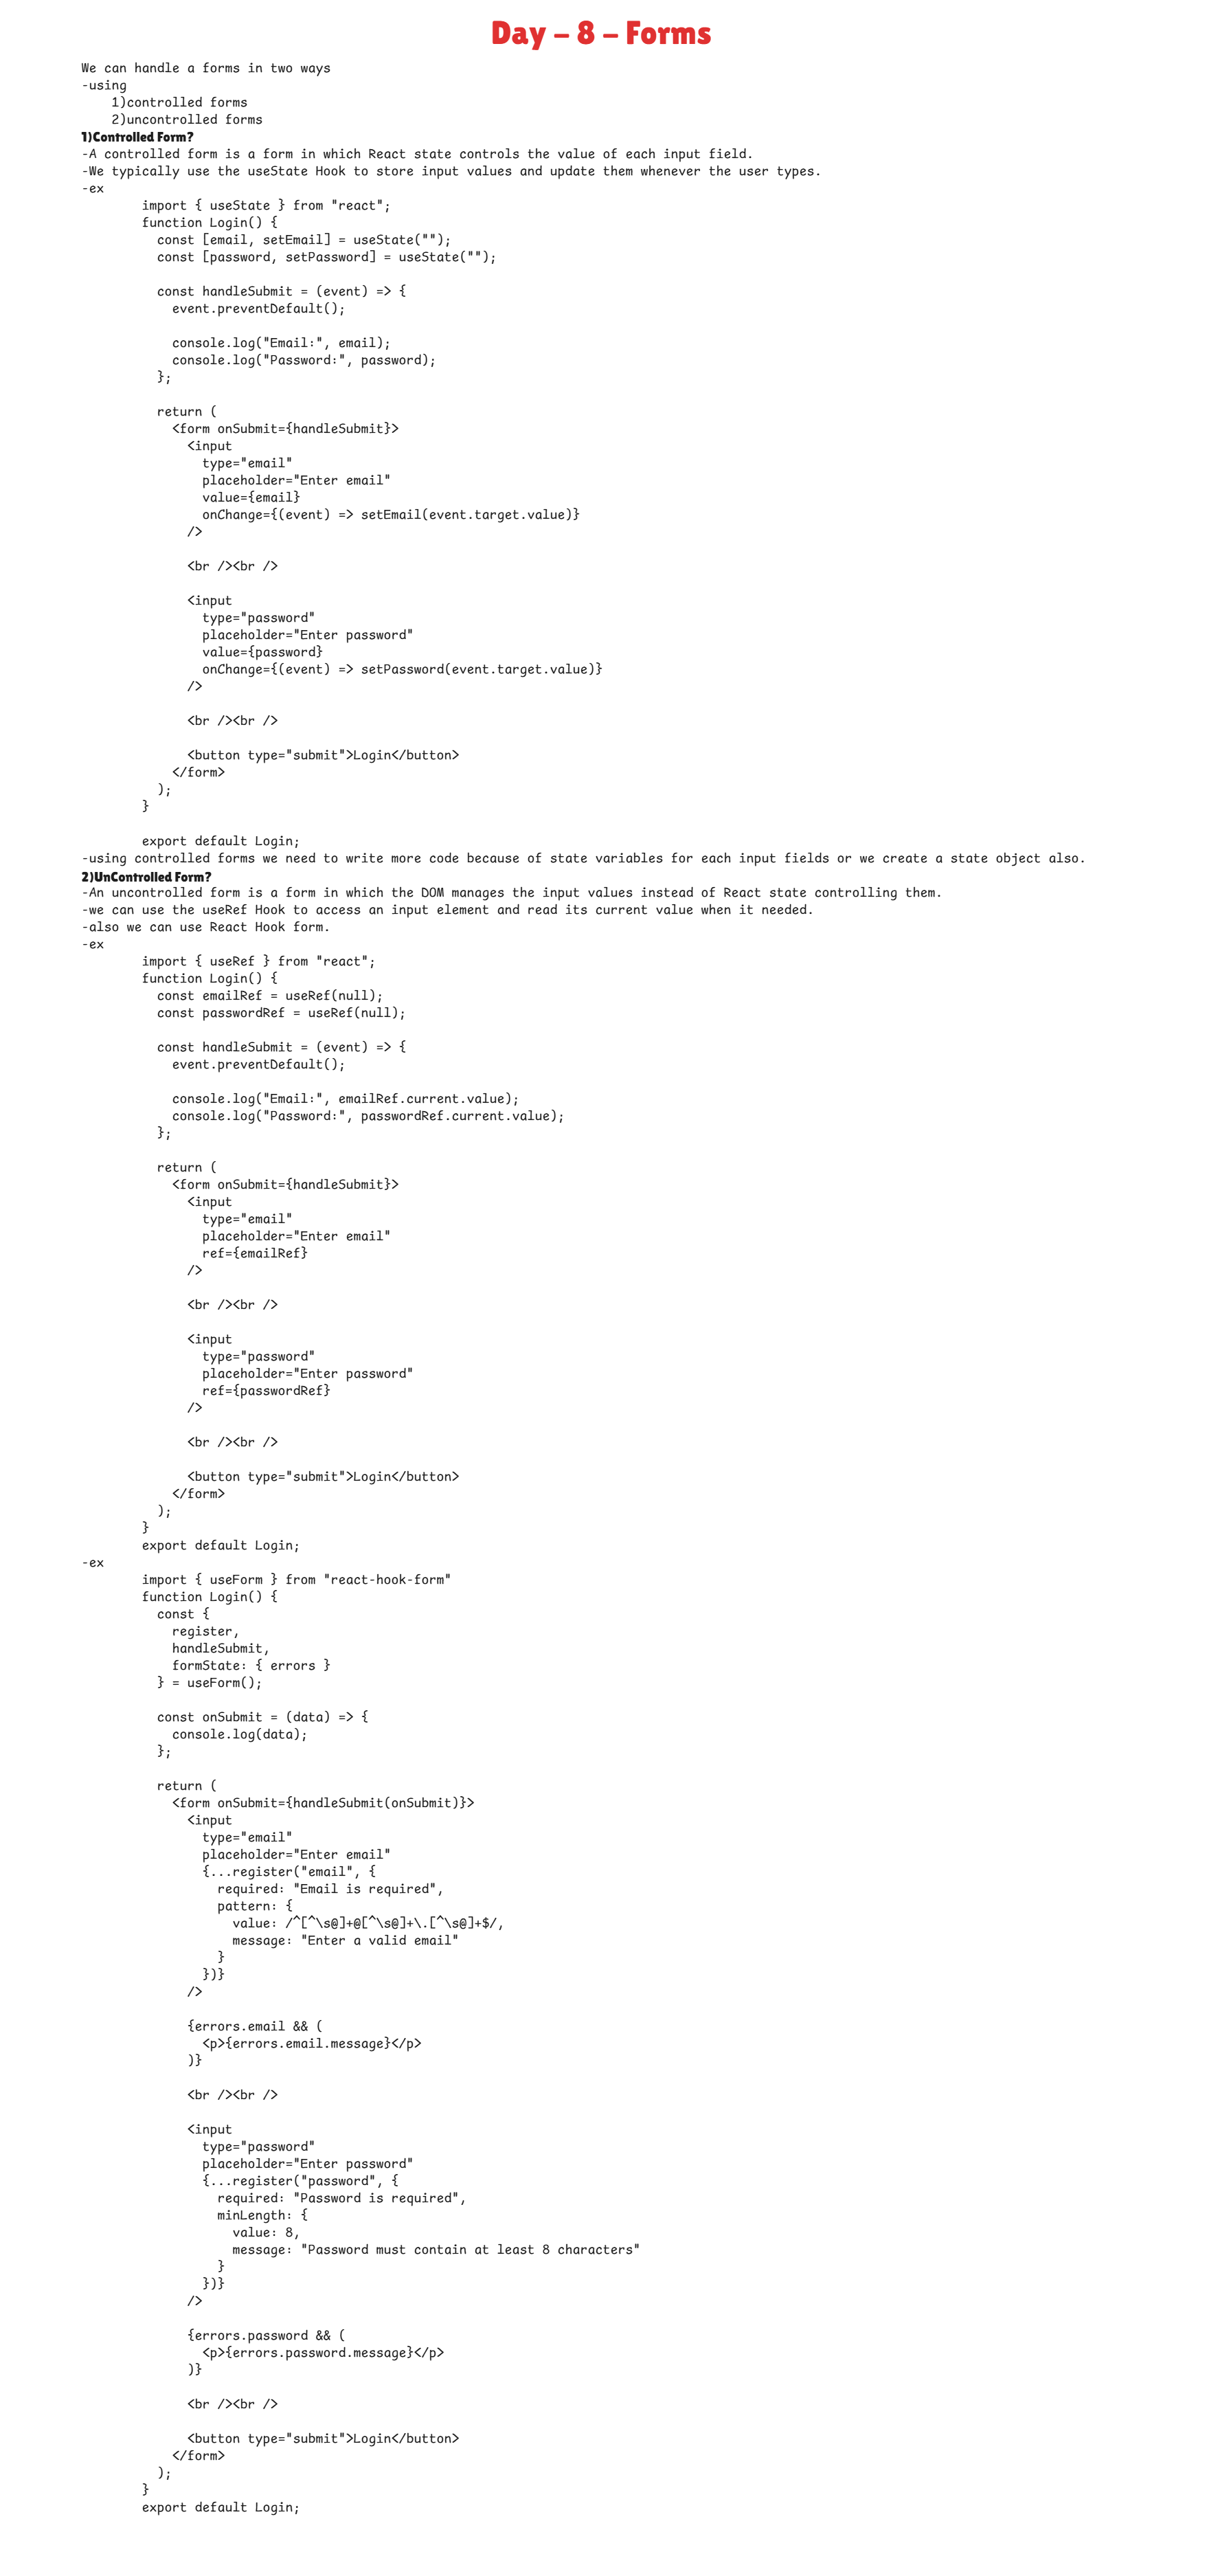 Day - 8 - Forms
We can handle a forms in two ways
-using
    1)controlled forms
    2)uncontrolled forms
1)Controlled Form?
-A controlled form is a form in which React state controls the value of each input field.
-We typically use the useState Hook to store input values and update them whenever the user types.
-ex
        import { useState } from "react";
        function Login() {
          const [email, setEmail] = useState("");
          const [password, setPassword] = useState("");

          const handleSubmit = (event) => {
            event.preventDefault();

            console.log("Email:", email);
            console.log("Password:", password);
          };

          return (
            <form onSubmit={handleSubmit}>
              <input
                type="email"
                placeholder="Enter email"
                value={email}
                onChange={(event) => setEmail(event.target.value)}
              />

              <br /><br />

              <input
                type="password"
                placeholder="Enter password"
                value={password}
                onChange={(event) => setPassword(event.target.value)}
              />

              <br /><br />

              <button type="submit">Login</button>
            </form>
          );
        }

        export default Login;
-using controlled forms we need to write more code because of state variables for each input fields or we create a state object also.
2)UnControlled Form?
-An uncontrolled form is a form in which the DOM manages the input values instead of React state controlling them.
-we can use the useRef Hook to access an input element and read its current value when it needed.
-also we can use React Hook form.
-ex
        import { useRef } from "react";
        function Login() {
          const emailRef = useRef(null);
          const passwordRef = useRef(null);

          const handleSubmit = (event) => {
            event.preventDefault();

            console.log("Email:", emailRef.current.value);
            console.log("Password:", passwordRef.current.value);
          };

          return (
            <form onSubmit={handleSubmit}>
              <input
                type="email"
                placeholder="Enter email"
                ref={emailRef}
              />

              <br /><br />

              <input
                type="password"
                placeholder="Enter password"
                ref={passwordRef}
              />

              <br /><br />

              <button type="submit">Login</button>
            </form>
          );
        }
        export default Login;
-ex
        import { useForm } from "react-hook-form"
        function Login() {
          const {
            register,
            handleSubmit,
            formState: { errors }
          } = useForm();

          const onSubmit = (data) => {
            console.log(data);
          };

          return (
            <form onSubmit={handleSubmit(onSubmit)}>
              <input
                type="email"
                placeholder="Enter email"
                {...register("email", {
                  required: "Email is required",
                  pattern: {
                    value: /^[^\s@]+@[^\s@]+\.[^\s@]+$/,
                    message: "Enter a valid email"
                  }
                })}
              />

              {errors.email && (
                <p>{errors.email.message}</p>
              )}

              <br /><br />

              <input
                type="password"
                placeholder="Enter password"
                {...register("password", {
                  required: "Password is required",
                  minLength: {
                    value: 8,
                    message: "Password must contain at least 8 characters"
                  }
                })}
              />

              {errors.password && (
                <p>{errors.password.message}</p>
              )}

              <br /><br />

              <button type="submit">Login</button>
            </form>
          );
        }
        export default Login;